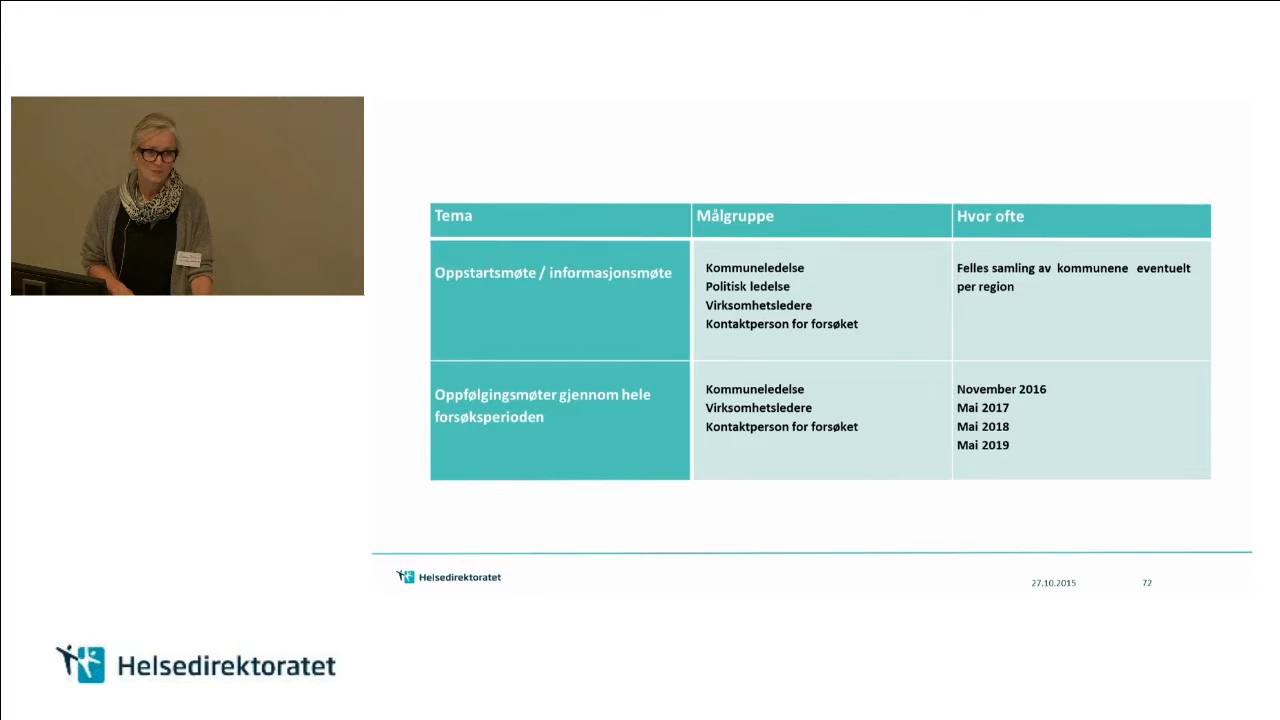 Tema
Målgruppe
Hvor ofte
Oppstartsmøte / informasjonsmøte
Kommuneledelse
Politisk ledelse
Virksomhetsledere
Kontaktperson for forsøket
Felles samling av kommunene eventuelt
per region
Oppfølgingsmøter gjennom hele
forsøksperioden
Kommuneledelse
Virksomhetsledere
Kontaktperson for forsøket
November 2016
Mai 2017
Mai 2018
Mai 2019
Helsedirektoratet
27.10.2015
72
Helsedirektoratet